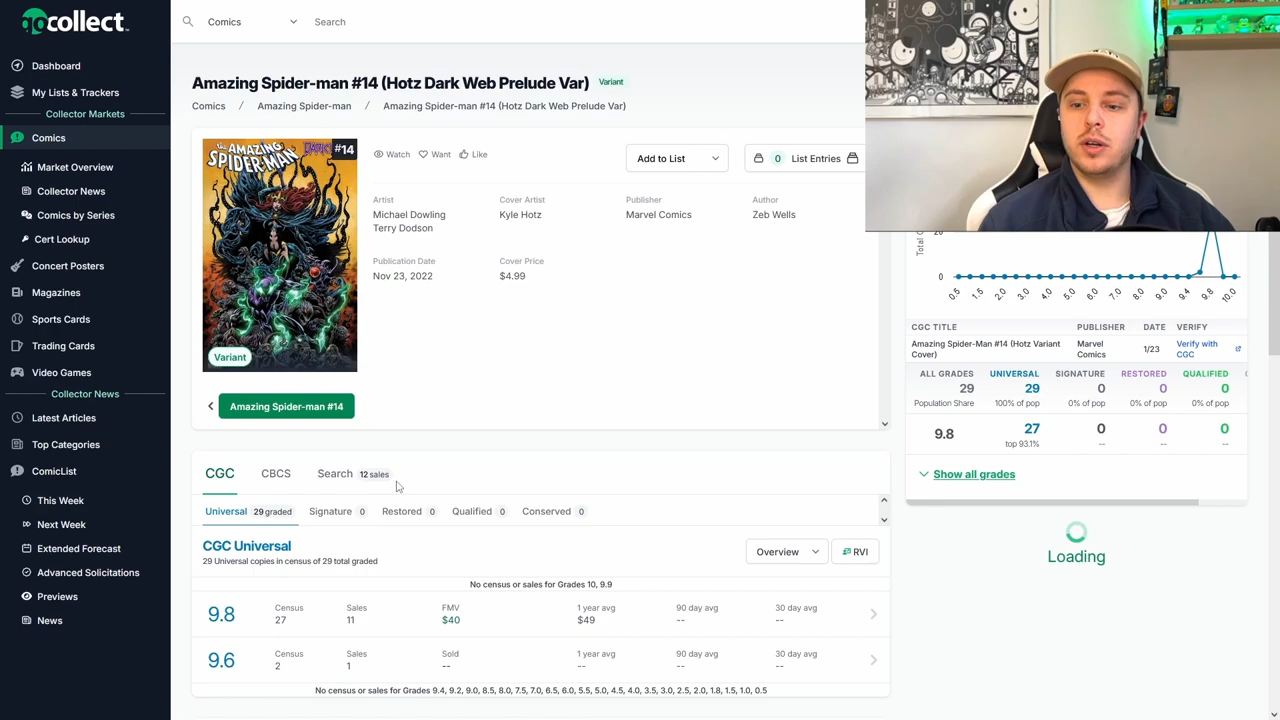 gocollect
Dashboard
My Lists & Trackers
Collector Markets
Comics
Market Overview
Collector News
Comics by Series
Cert Lookup
Concert Posters
Magazines
Sports Cards
Trading Cards
Video Games
Collector News
Latest Articles
Top Categories
ComicList
This Week
Next Week
Extended Forecast
Advanced Solicitations
Previews
News
Comics
Search
Amazing Spider-man #14 (Hotz Dark Web Prelude Var)
Variant
Comics / Amazing Spider-man / Amazing Spider-man #14 (Hotz Dark Web Prelude Var)
the AMAZING
SPIDER-MAN
#14
Variant
Amazing Spider-man #14
Watch Want Like
Add to List
0 List Entries
Artist
Michael Dowling
Terry Dodson
Cover Artist
Kyle Hotz
Publisher
Marvel Comics
Author
Zeb Wells
Publication Date
Nov 23, 2022
Cover Price
$4.99
CGC CBCS Search 12 sales
Universal 29 graded Signature 0 Restored 0 Qualified 0 Conserved 0
CGC Universal
29 Universal copies in census of 29 total graded
Overview
RVI
No census or sales for Grades 10, 9.9
9.8
Census
27
Sales
11
FMV
$40
1 year avg
$49
90 day avg
--
30 day avg
--
9.6
Census
2
Sales
1
Sold
--
1 year avg
--
90 day avg
--
30 day avg
--
No census or sales for Grades 9.4, 9.2, 9.0, 8.5, 8.0, 7.5, 7.0, 6.5, 6.0, 5.5, 5.0, 4.5, 4.0, 3.5, 3.0, 2.5, 2.0, 1.8, 1.5, 1.0, 0.5
0
0.5 1.5 2.0 3.0 4.0 5.0 6.0 7.0 8.0 9.0 9.4 9.8 10.0
CGC TITLE PUBLISHER DATE VERIFY
Amazing Spider-Man #14 (Hotz Variant
Cover)
Marvel
Comics
1/23
Verify with
CGC
ALL GRADES UNIVERSAL SIGNATURE RESTORED QUALIFIED
29 29 0 0 0
Population Share 100% of pop 0% of pop 0% of pop 0% of pop
9.8 27 0 0 0
top 93.1% -- -- --
Show all grades
Loading